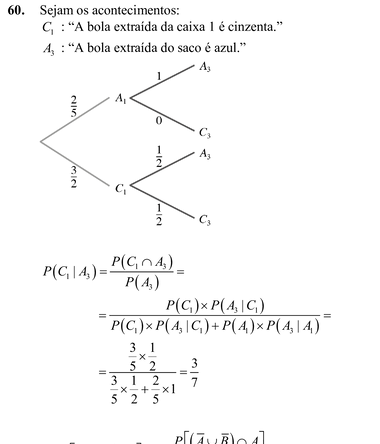 60. Sejam os acontecimentos:
C₁ : “A bola extraída da caixa 1 é cinzenta.”
A₃ : “A bola extraída do saco é azul.”
A₃
1
2/5 A₁
0
C₃
A₃
1/2
3/2 C₁
1/2
C₃
P(C₁ | A₃) = P(C₁ ∩ A₃) / P(A₃) =
= P(C₁) × P(A₃ | C₁) / (P(C₁) × P(A₃ | C₁) + P(A₁) × P(A₃ | A₁)) =
= (3/5 × 1/2) / (3/5 × 1/2 + 2/5 × 1) = 3/7